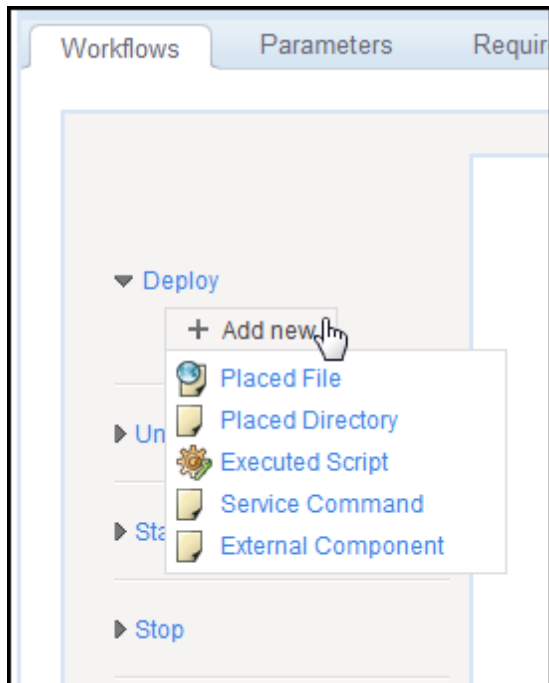 Workflows Parameters Requir
Deploy
+ Add new
Placed File
Placed Directory
Un
Executed Script
Service Command
Sta
External Component
Stop